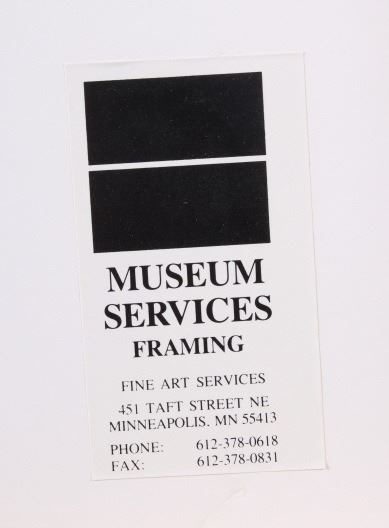 MUSEUM
SERVICES
FRAMING
FINE ART SERVICES
451 TAFT STREET NE
MINNEAPOLIS, MN 55413
PHONE: 612-378-0618
FAX: 612-378-0831